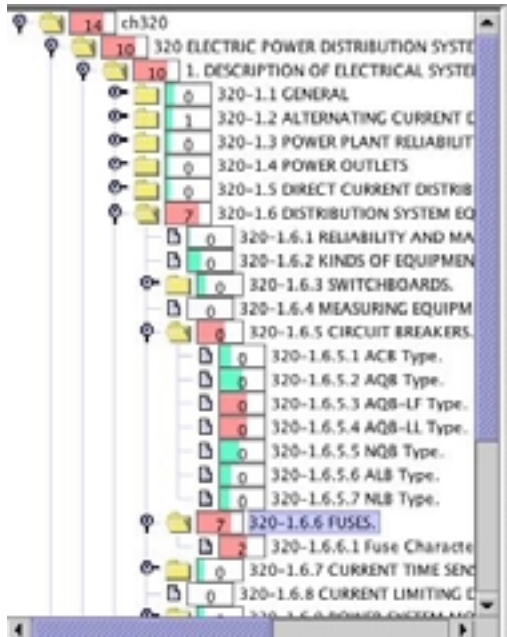 14 ch320
10 320 ELECTRIC POWER DISTRIBUTION SYSTE
10 1. DESCRIPTION OF ELECTRICAL SYSTE
0 320-1.1 GENERAL
1 320-1.2 ALTERNATING CURRENT D
0 320-1.3 POWER PLANT RELIABILIT
0 320-1.4 POWER OUTLETS
0 320-1.5 DIRECT CURRENT DISTRIB
7 320-1.6 DISTRIBUTION SYSTEM EQ
0 320-1.6.1 RELIABILITY AND MA
0 320-1.6.2 KINDS OF EQUIPMEN
0 320-1.6.3 SWITCHBOARDS.
0 320-1.6.4 MEASURING EQUIPM
0 320-1.6.5 CIRCUIT BREAKERS.
0 320-1.6.5.1 ACB Type.
0 320-1.6.5.2 AQB Type.
0 320-1.6.5.3 AQB-LF Type.
0 320-1.6.5.4 AQB-LL Type.
0 320-1.6.5.5 NQB Type.
0 320-1.6.5.6 ALB Type.
0 320-1.6.5.7 NLB Type.
7 320-1.6.6 FUSES.
2 320-1.6.6.1 Fuse Characte
0 320-1.6.7 CURRENT TIME SENS
0 320-1.6.8 CURRENT LIMITING D